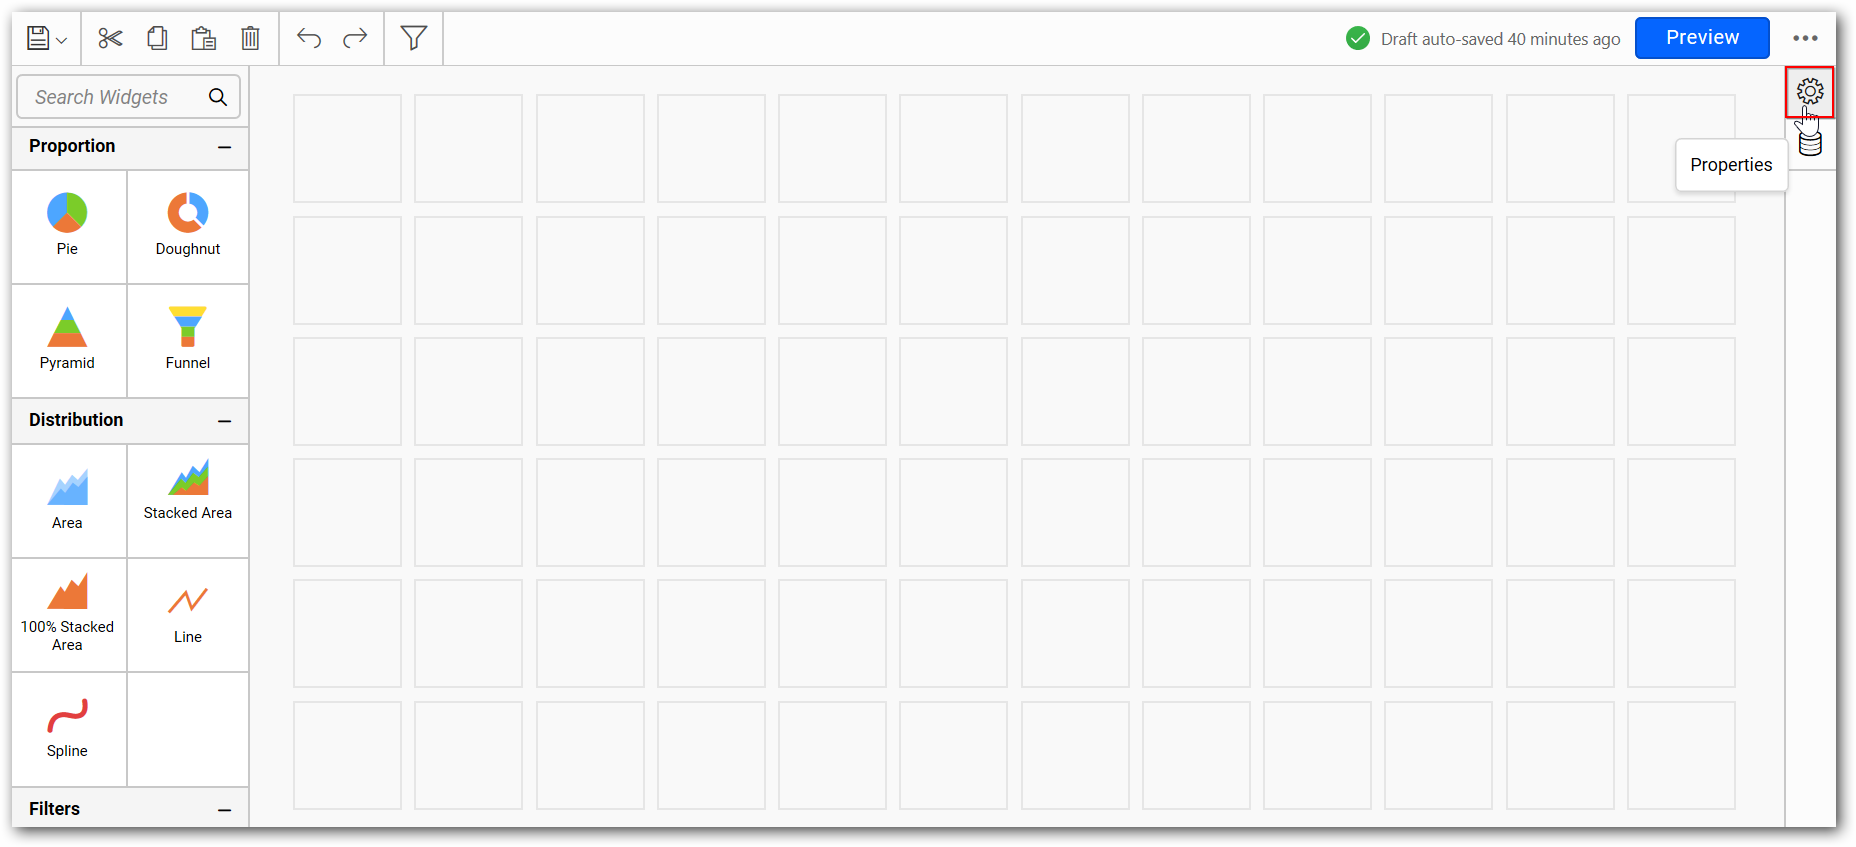 Draft auto-saved 40 minutes ago
Preview
Search Widgets
Proportion
Properties
Pie
Doughnut
Pyramid
Funnel
Distribution
Area
Stacked Area
100% Stacked
Area
Line
Spline
Filters